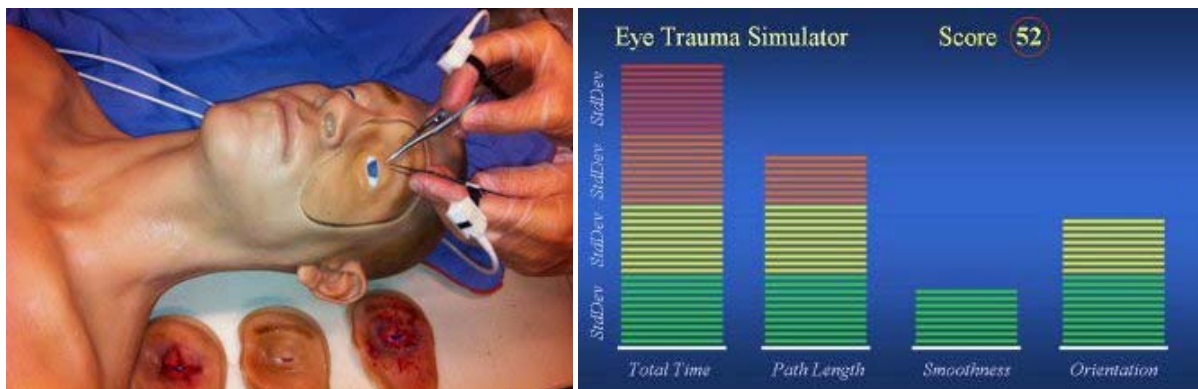 Eye Trauma Simulator Score 52
StdDev
StdDev
StdDev
StdDev
Total Time Path Length Smoothness Orientation